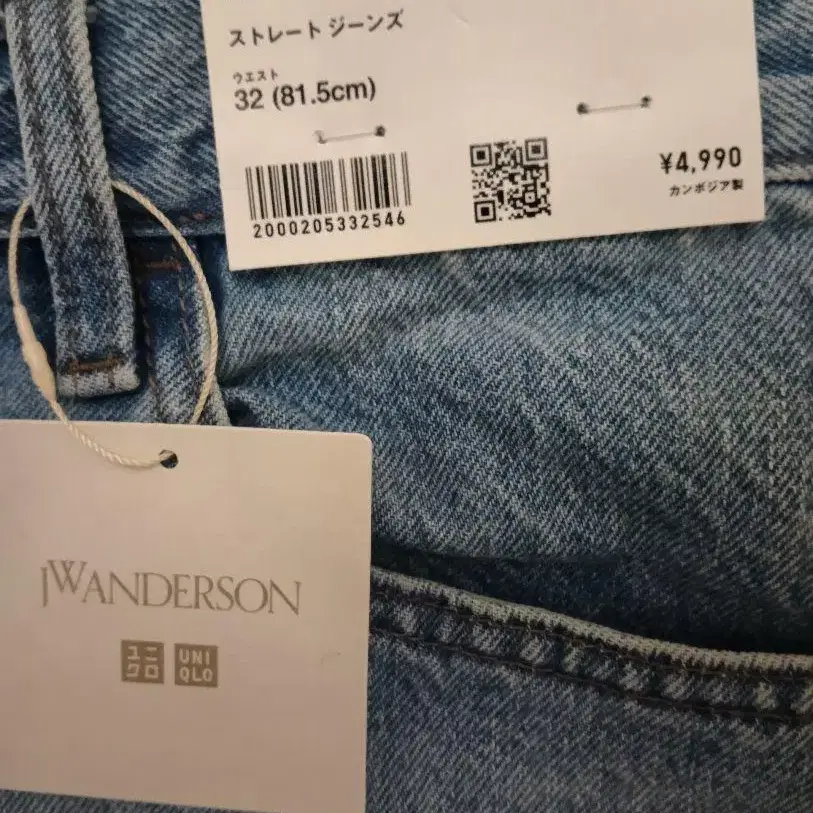 ストレート ジーンズ
ウエスト
32 (81.5cm)
2000205332546
¥4,990
カンボジア製
JWANDERSON
ユニ
クロ
UNI
QLO